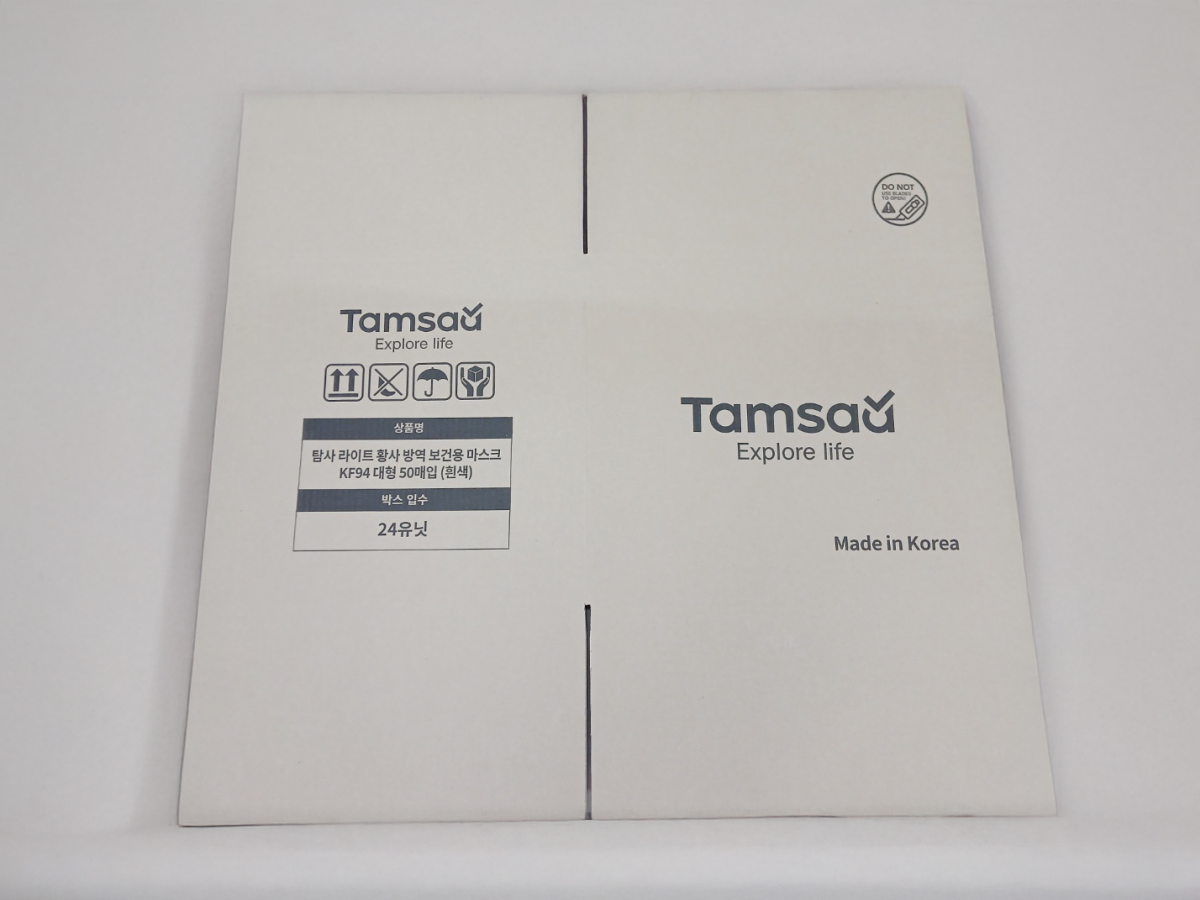 Tamsaa
Explore life
상품명
탐사 라이트 황사 방역 보건용 마스크
KF94 대형 50매입 (흰색)
박스 입수
24유닛
DO NOT
USE BLADES
TO OPEN!
Tamsaa
Explore life
Made in Korea